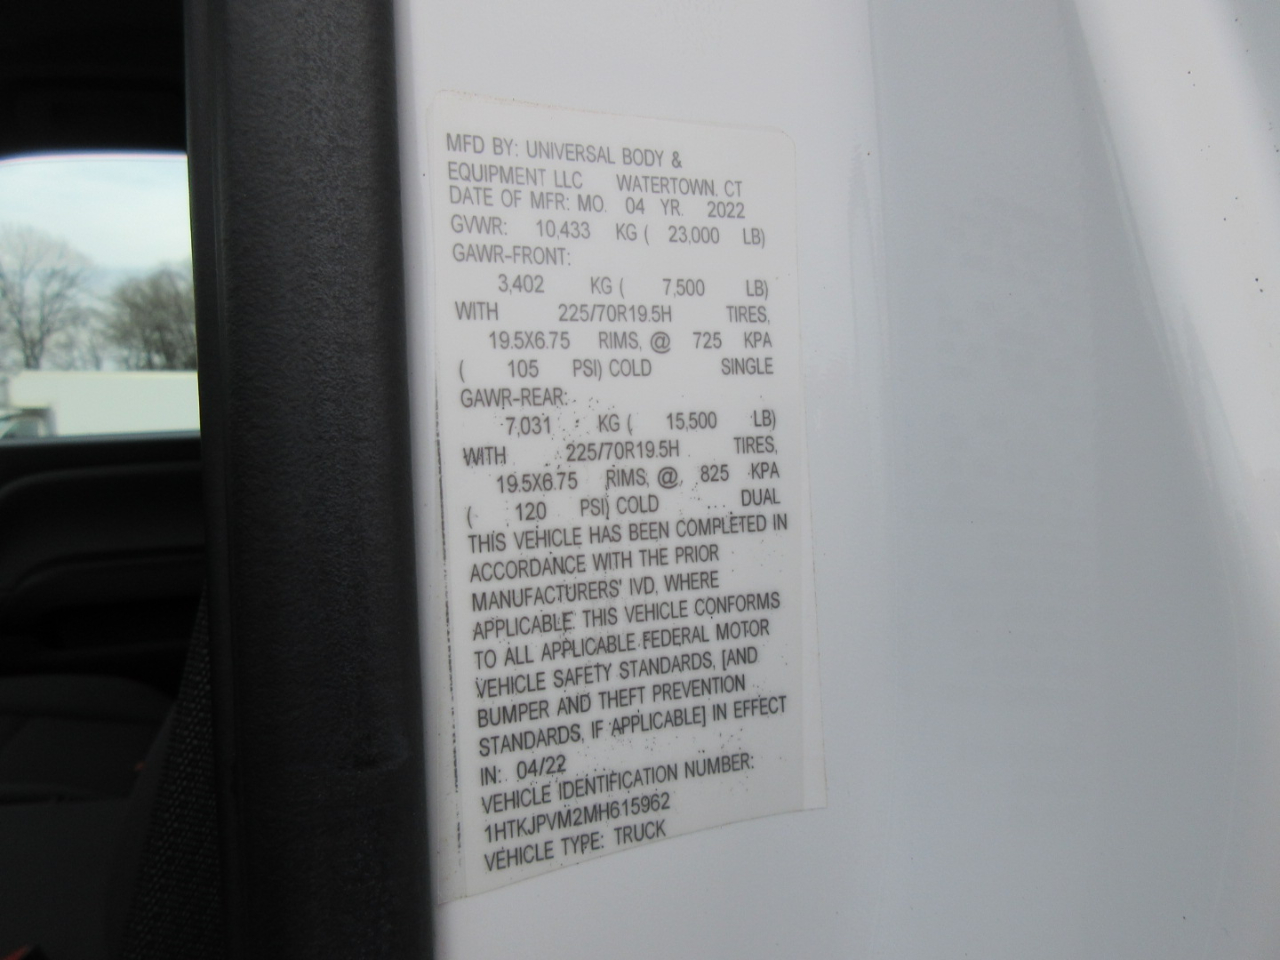 MFD BY: UNIVERSAL BODY &
EQUIPMENT LLC WATERTOWN, CT
DATE OF MFR: MO. 04 YR. 2022
GVWR: 10,433 KG ( 23,000 LB)
GAWR-FRONT:
3,402 KG ( 7,500 LB)
WITH 225/70R19.5H TIRES,
19.5X6.75 RIMS, @ 725 KPA
( 105 PSI) COLD SINGLE
GAWR-REAR:
7,031 KG ( 15,500 LB)
WITH 225/70R19.5H TIRES,
19.5X6.75 RIMS, @ 825 KPA
( 120 PSI) COLD DUAL
THIS VEHICLE HAS BEEN COMPLETED IN
ACCORDANCE WITH THE PRIOR
MANUFACTURERS' IVD, WHERE
APPLICABLE. THIS VEHICLE CONFORMS
TO ALL APPLICABLE FEDERAL MOTOR
VEHICLE SAFETY STANDARDS, [AND
BUMPER AND THEFT PREVENTION
STANDARDS, IF APPLICABLE] IN EFFECT
IN: 04/22
VEHICLE IDENTIFICATION NUMBER:
1HTKJPVM2MH615962
VEHICLE TYPE: TRUCK